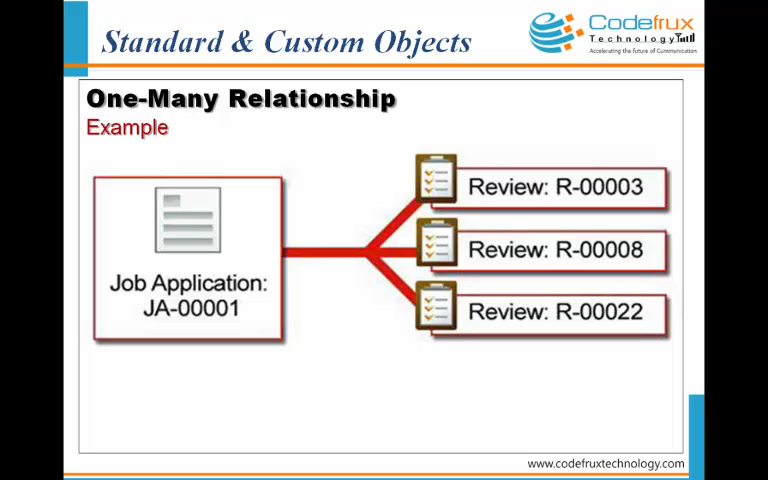 Standard & Custom Objects
Codefrux
Technology
Accelerating the future of Communication
One-Many Relationship
Example
Job Application:
JA-00001
Review: R-00003
Review: R-00008
Review: R-00022
www.codefruxtechnology.com